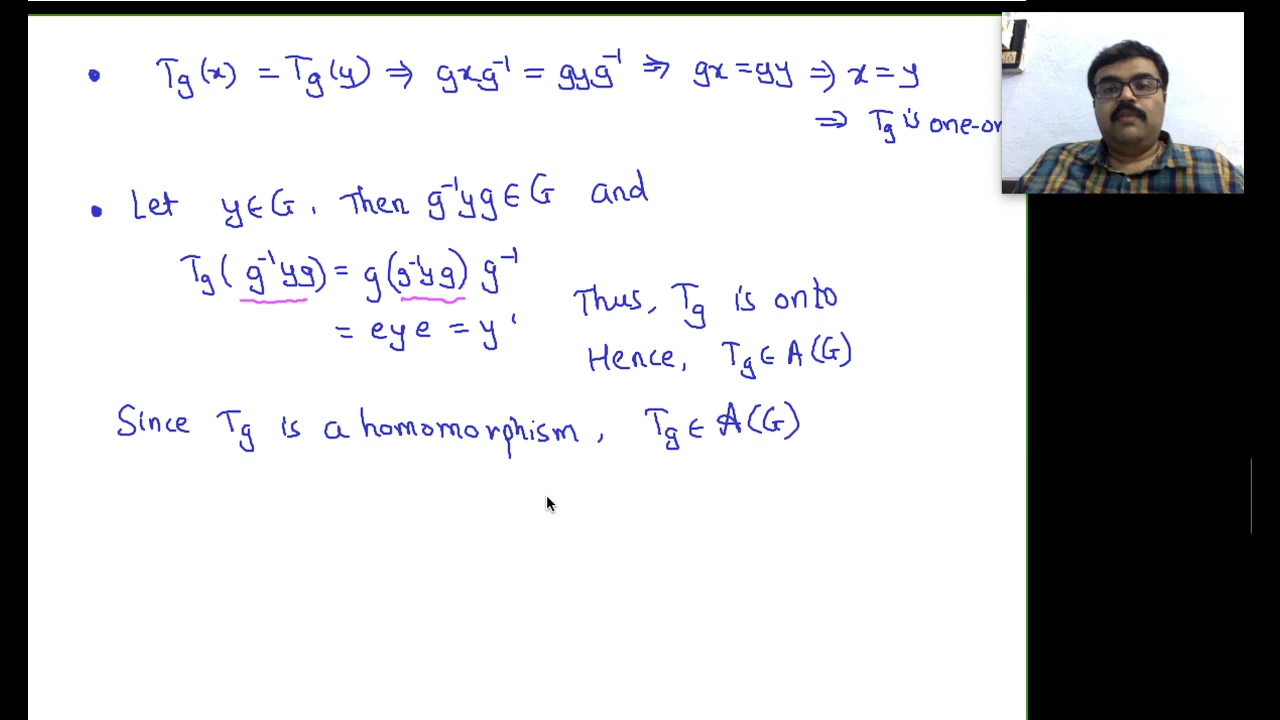 • Tg(x) = Tg(y) ⇒ gxg⁻¹ = gyg⁻¹ ⇒ gx = gy ⇒ x = y
⇒ Tg is one-on
• Let y∈G. Then g⁻¹yg∈G and
Tg(g⁻¹yg) = g(g⁻¹yg)g⁻¹
= eye = y.
Thus, Tg is onto
Hence, Tg∈A(G)
Since Tg is a homomorphism, Tg∈𝔸(G)